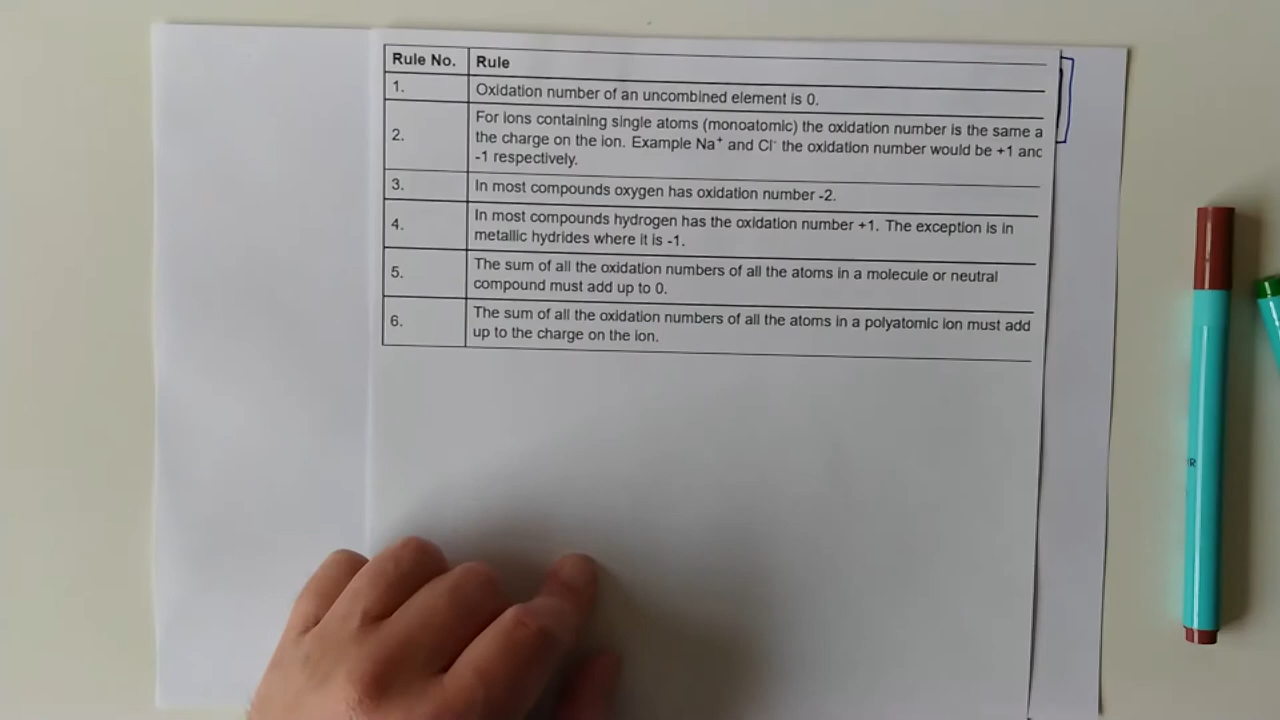 Rule No. Rule
1. Oxidation number of an uncombined element is 0.
2. For ions containing single atoms (monoatomic) the oxidation number is the same a
the charge on the ion. Example Na⁺ and Cl⁻ the oxidation number would be +1 and
-1 respectively.
3. In most compounds oxygen has oxidation number -2.
4. In most compounds hydrogen has the oxidation number +1. The exception is in
metallic hydrides where it is -1.
5. The sum of all the oxidation numbers of all the atoms in a molecule or neutral
compound must add up to 0.
6. The sum of all the oxidation numbers of all the atoms in a polyatomic ion must add
up to the charge on the ion.
R